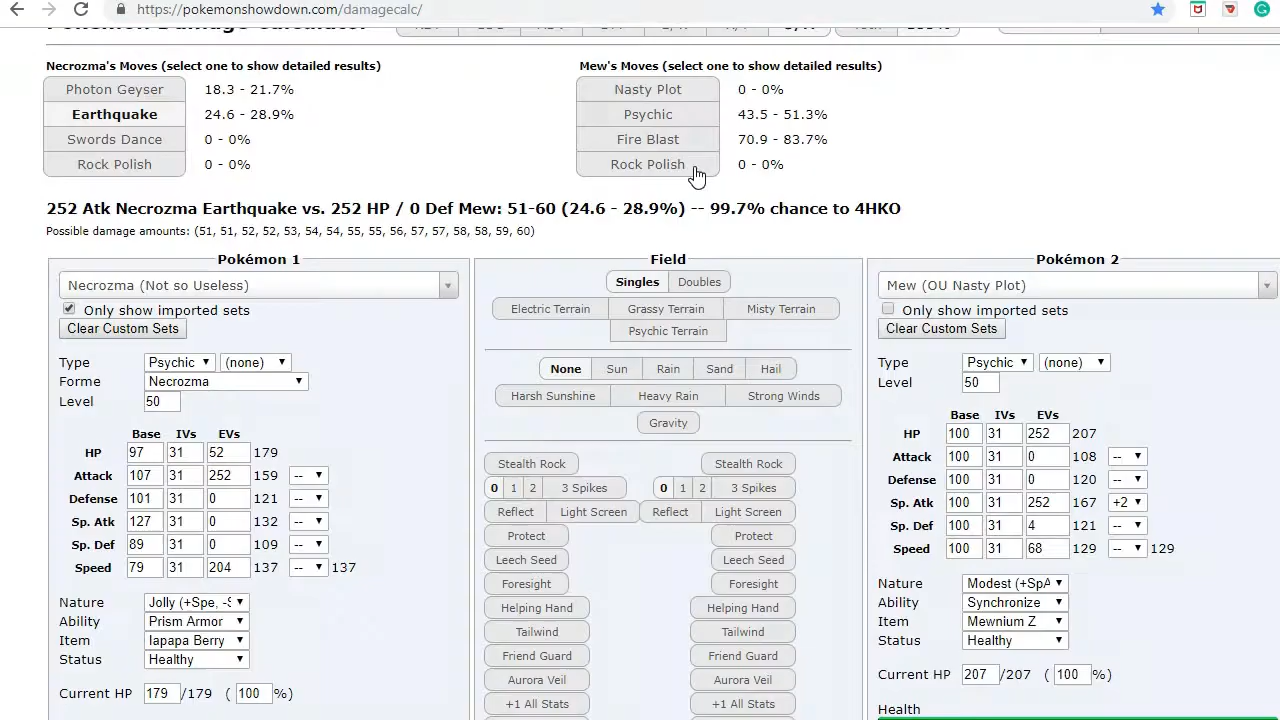 https://pokemonshowdown.com/damagecalc/
Necrozma's Moves (select one to show detailed results)
Photon Geyser 18.3 - 21.7%
Earthquake 24.6 - 28.9%
Swords Dance 0 - 0%
Rock Polish 0 - 0%
Mew's Moves (select one to show detailed results)
Nasty Plot 0 - 0%
Psychic 43.5 - 51.3%
Fire Blast 70.9 - 83.7%
Rock Polish 0 - 0%
252 Atk Necrozma Earthquake vs. 252 HP / 0 Def Mew: 51-60 (24.6 - 28.9%) -- 99.7% chance to 4HKO
Possible damage amounts: (51, 51, 52, 52, 53, 54, 54, 55, 55, 56, 57, 57, 58, 58, 59, 60)
Pokémon 1
Necrozma (Not so Useless)
Only show imported sets
Clear Custom Sets
Type Psychic (none)
Forme Necrozma
Level 50
Base IVs EVs
HP 97 31 52 179
Attack 107 31 252 159 --
Defense 101 31 0 121 --
Sp. Atk 127 31 0 132 --
Sp. Def 89 31 0 109 --
Speed 79 31 204 137 -- 137
Nature Jolly (+Spe, -S
Ability Prism Armor
Item Iapapa Berry
Status Healthy
Current HP 179 /179 ( 100 %)
Field
Singles Doubles
Electric Terrain Grassy Terrain Misty Terrain
Psychic Terrain
None Sun Rain Sand Hail
Harsh Sunshine Heavy Rain Strong Winds
Gravity
Stealth Rock Stealth Rock
0 1 2 3 Spikes 0 1 2 3 Spikes
Reflect Light Screen Reflect Light Screen
Protect Protect
Leech Seed Leech Seed
Foresight Foresight
Helping Hand Helping Hand
Tailwind Tailwind
Friend Guard Friend Guard
Aurora Veil Aurora Veil
+1 All Stats +1 All Stats
Pokémon 2
Mew (OU Nasty Plot)
Only show imported sets
Clear Custom Sets
Type Psychic (none)
Level 50
Base IVs EVs
HP 100 31 252 207
Attack 100 31 0 108 --
Defense 100 31 0 120 --
Sp. Atk 100 31 252 167 +2
Sp. Def 100 31 4 121 --
Speed 100 31 68 129 -- 129
Nature Modest (+SpA
Ability Synchronize
Item Mewnium Z
Status Healthy
Current HP 207 /207 ( 100 %)
Health